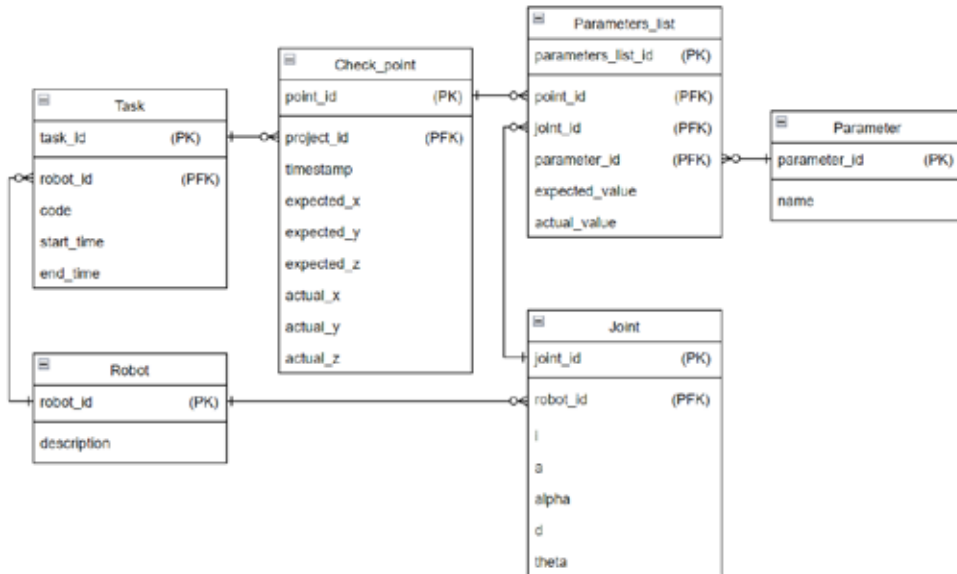 Task
task_id (PK)
robot_id (PFK)
code
start_time
end_time
Robot
robot_id (PK)
description
Check_point
point_id (PK)
project_id (PFK)
timestamp
expected_x
expected_y
expected_z
actual_x
actual_y
actual_z
Parameters_list
parameters_list_id (PK)
point_id (PFK)
joint_id (PFK)
parameter_id (PFK)
expected_value
actual_value
Joint
joint_id (PK)
robot_id (PFK)
a
alpha
d
theta
Parameter
parameter_id (PK)
name